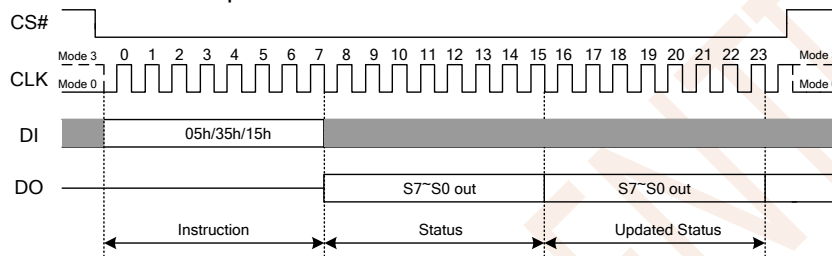 CS#
Mode 3 0 1 2 3 4 5 6 7 8 9 10 11 12 13 14 15 16 17 18 19 20 21 22 23 Mode
CLK
Mode 0 Mode
DI 05h/35h/15h
DO S7~S0 out S7~S0 out
Instruction Status Updated Status